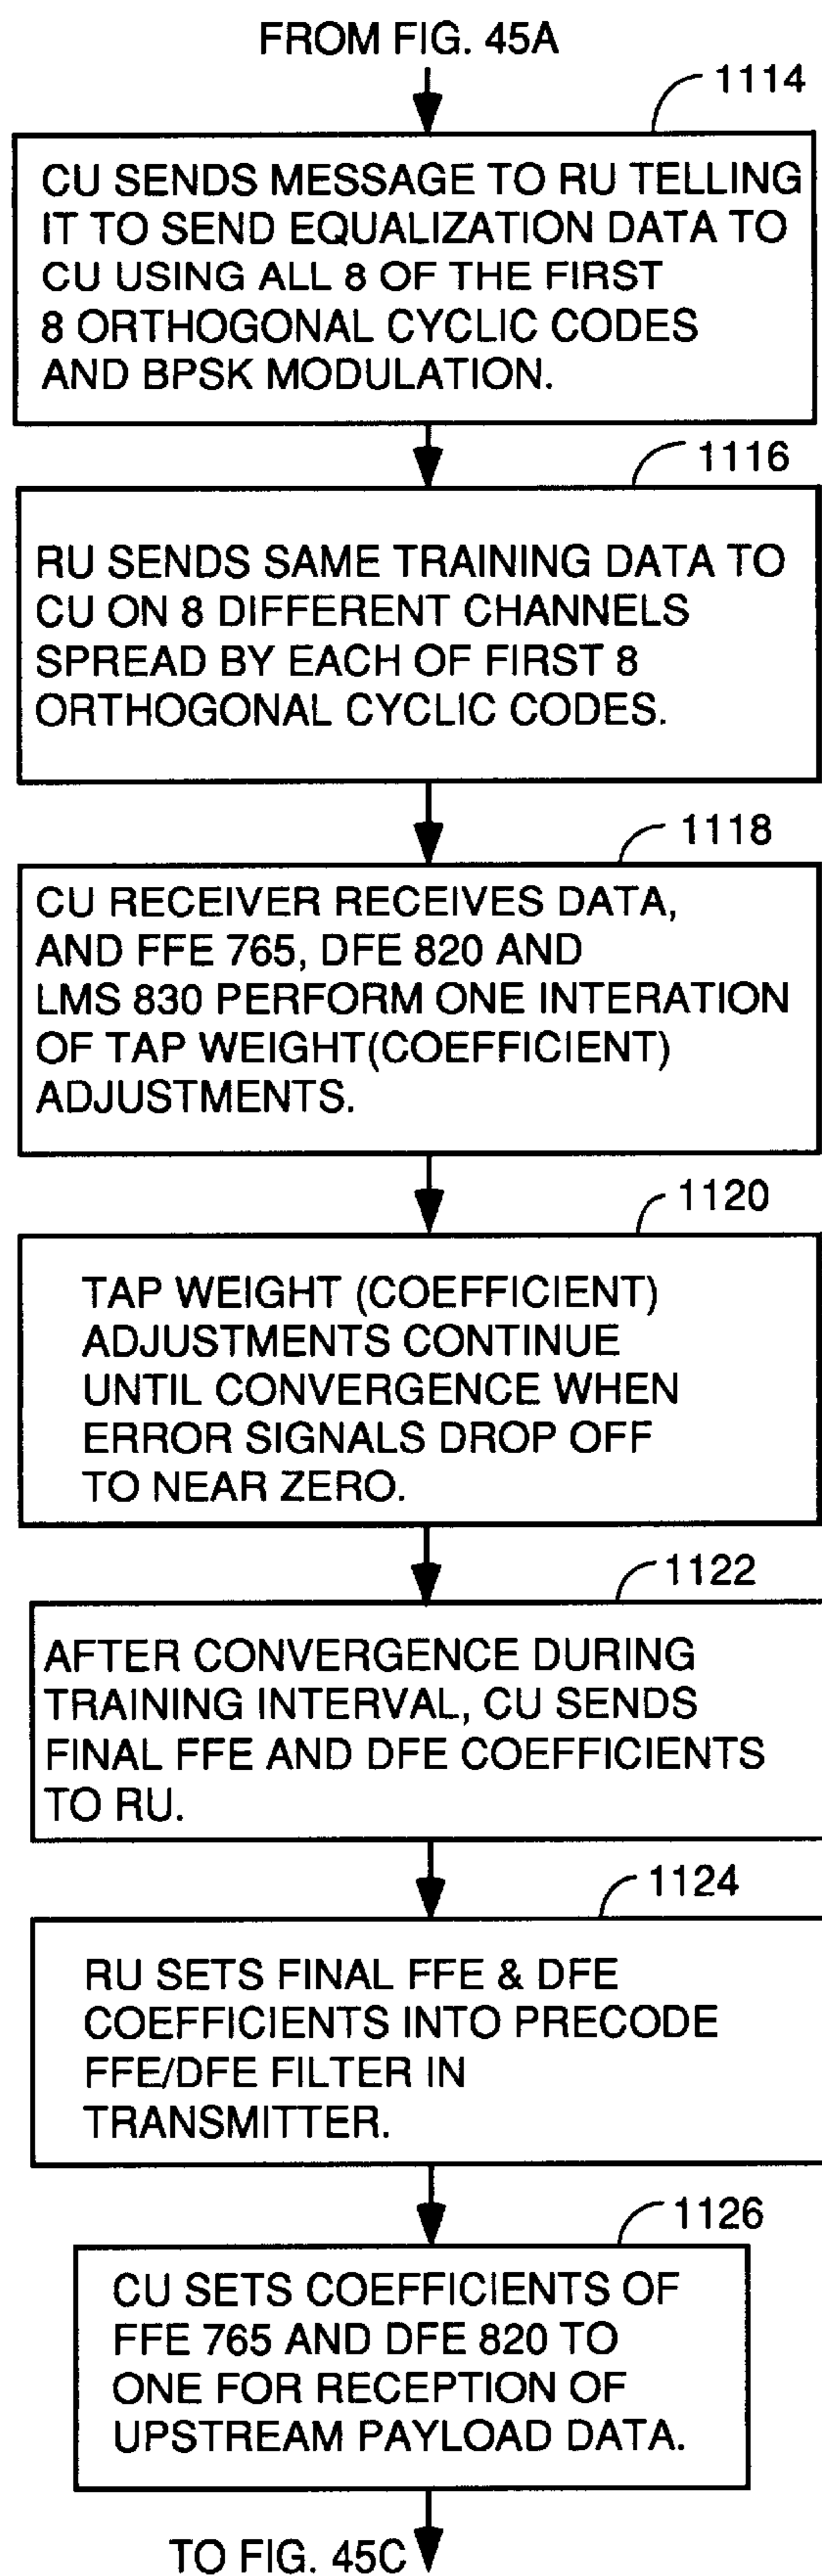 FROM FIG. 45A
1114
CU SENDS MESSAGE TO RU TELLING
IT TO SEND EQUALIZATION DATA TO
CU USING ALL 8 OF THE FIRST
8 ORTHOGONAL CYCLIC CODES
AND BPSK MODULATION.
1116
RU SENDS SAME TRAINING DATA TO
CU ON 8 DIFFERENT CHANNELS
SPREAD BY EACH OF FIRST 8
ORTHOGONAL CYCLIC CODES.
1118
CU RECEIVER RECEIVES DATA,
AND FFE 765, DFE 820 AND
LMS 830 PERFORM ONE INTERATION
OF TAP WEIGHT(COEFFICIENT)
ADJUSTMENTS.
1120
TAP WEIGHT (COEFFICIENT)
ADJUSTMENTS CONTINUE
UNTIL CONVERGENCE WHEN
ERROR SIGNALS DROP OFF
TO NEAR ZERO.
1122
AFTER CONVERGENCE DURING
TRAINING INTERVAL, CU SENDS
FINAL FFE AND DFE COEFFICIENTS
TO RU.
1124
RU SETS FINAL FFE & DFE
COEFFICIENTS INTO PRECODE
FFE/DFE FILTER IN
TRANSMITTER.
1126
CU SETS COEFFICIENTS OF
FFE 765 AND DFE 820 TO
ONE FOR RECEPTION OF
UPSTREAM PAYLOAD DATA.
TO FIG. 45C